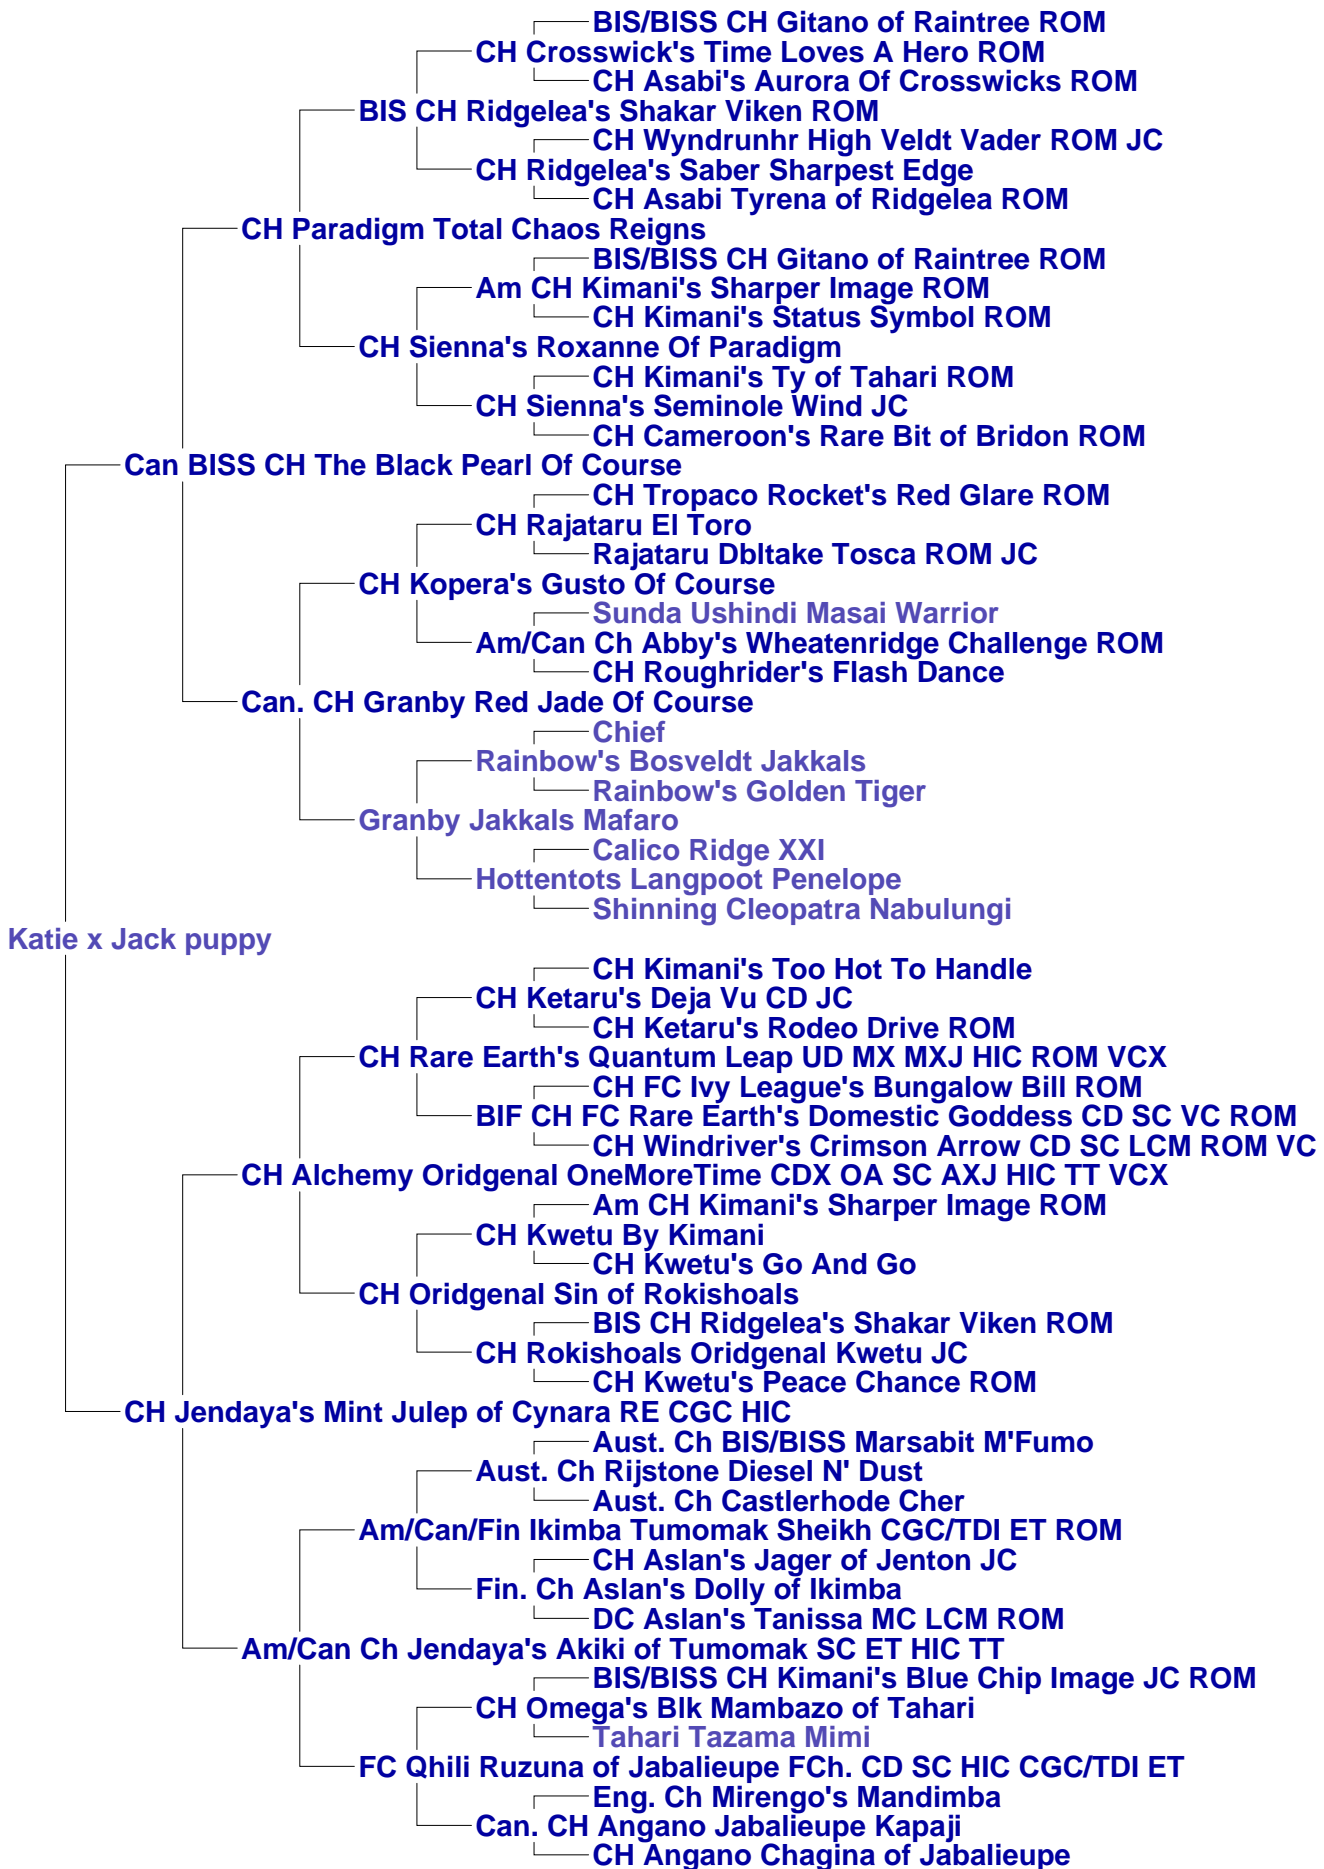 BIS/BISS CH Gitano of Raintree ROM
CH Crosswick's Time Loves A Hero ROM
CH Asabi's Aurora Of Crosswicks ROM
BIS CH Ridgelea's Shakar Viken ROM
CH Wyndrunhr High Veldt Vader ROM JC
CH Ridgelea's Saber Sharpest Edge
CH Asabi Tyrena of Ridgelea ROM
CH Paradigm Total Chaos Reigns
BIS/BISS CH Gitano of Raintree ROM
Am CH Kimani's Sharper Image ROM
CH Kimani's Status Symbol ROM
CH Sienna's Roxanne Of Paradigm
CH Kimani's Ty of Tahari ROM
CH Sienna's Seminole Wind JC
CH Cameroon's Rare Bit of Bridon ROM
Can BISS CH The Black Pearl Of Course
CH Tropaco Rocket's Red Glare ROM
CH Rajataru El Toro
Rajataru Dbltake Tosca ROM JC
CH Kopera's Gusto Of Course
Sunda Ushindi Masai Warrior
Am/Can Ch Abby's Wheatenridge Challenge ROM
CH Roughrider's Flash Dance
Can. CH Granby Red Jade Of Course
Chief
Rainbow's Bosveldt Jakkals
Rainbow's Golden Tiger
Granby Jakkals Mafaro
Calico Ridge XXI
Hottentots Langpoot Penelope
Shinning Cleopatra Nabulungi
Katie x Jack puppy
CH Kimani's Too Hot To Handle
CH Ketaru's Deja Vu CD JC
CH Ketaru's Rodeo Drive ROM
CH Rare Earth's Quantum Leap UD MX MXJ HIC ROM VCX
CH FC Ivy League's Bungalow Bill ROM
BIF CH FC Rare Earth's Domestic Goddess CD SC VC ROM
CH Windriver's Crimson Arrow CD SC LCM ROM VC
CH Alchemy Oridgenal OneMoreTime CDX OA SC AXJ HIC TT VCX
Am CH Kimani's Sharper Image ROM
CH Kwetu By Kimani
CH Kwetu's Go And Go
CH Oridgenal Sin of Rokishoals
BIS CH Ridgelea's Shakar Viken ROM
CH Rokishoals Oridgenal Kwetu JC
CH Kwetu's Peace Chance ROM
CH Jendaya's Mint Julep of Cynara RE CGC HIC
Aust. Ch BIS/BISS Marsabit M'Fumo
Aust. Ch Rijstone Diesel N' Dust
Aust. Ch Castlerhode Cher
Am/Can/Fin Ikimba Tumomak Sheikh CGC/TDI ET ROM
CH Aslan's Jager of Jenton JC
Fin. Ch Aslan's Dolly of Ikimba
DC Aslan's Tanissa MC LCM ROM
Am/Can Ch Jendaya's Akiki of Tumomak SC ET HIC TT
BIS/BISS CH Kimani's Blue Chip Image JC ROM
CH Omega's Blk Mambazo of Tahari
Tahari Tazama Mimi
FC Qhili Ruzuna of Jabalieupe FCh. CD SC HIC CGC/TDI ET
Eng. Ch Mirengo's Mandimba
Can. CH Angano Jabalieupe Kapaji
CH Angano Chagina of Jabalieupe